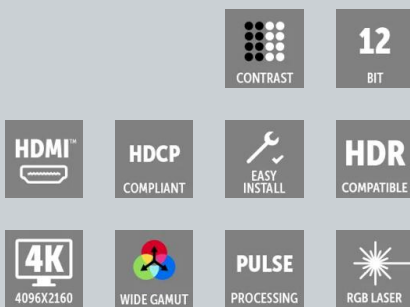 CONTRAST
12
BIT
HDMI™
HDCP
COMPLIANT
EASY
INSTALL
HDR
COMPATIBLE
4K
4096X2160
WIDE GAMUT
PULSE
PROCESSING
RGB LASER